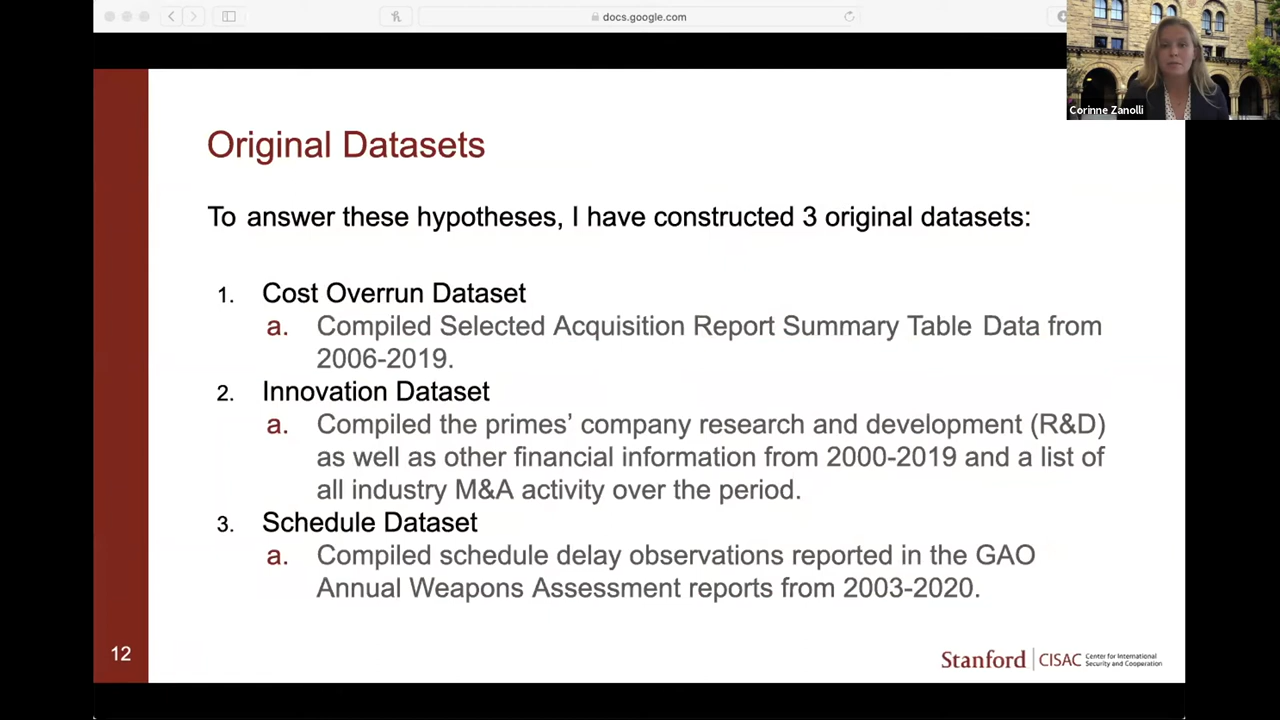 docs.google.com
Corinne Zanolli
Original Datasets
To answer these hypotheses, I have constructed 3 original datasets:
1. Cost Overrun Dataset
a. Compiled Selected Acquisition Report Summary Table Data from
2006-2019.
2. Innovation Dataset
a. Compiled the primes’ company research and development (R&D)
as well as other financial information from 2000-2019 and a list of
all industry M&A activity over the period.
3. Schedule Dataset
a. Compiled schedule delay observations reported in the GAO
Annual Weapons Assessment reports from 2003-2020.
12
Stanford CISAC Center for International
Security and Cooperation